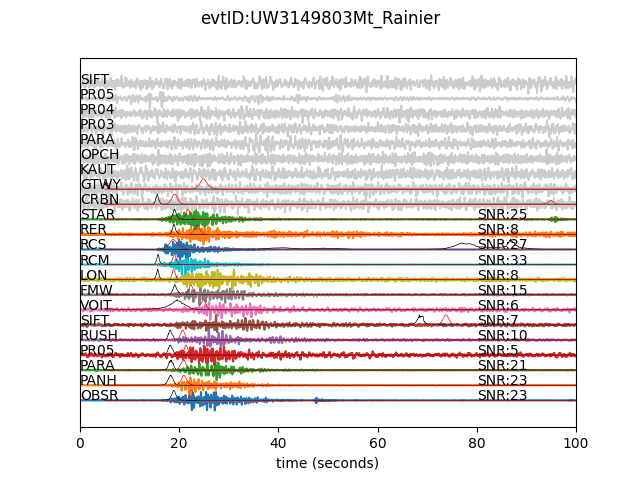 evtID:UW3149803Mt_Rainier
SIFT
PR05
PR04
PR03
PARA
OPCH
KAUT
GTWY
CRBN
STAR SNR:25
RER SNR:8
RCS SNR:27
RCM SNR:33
LON SNR:8
FMW SNR:15
VOIT SNR:6
SIFT SNR:7
RUSH SNR:10
PR05 SNR:5
PARA SNR:21
PANH SNR:23
OBSR SNR:23
0 20 40 60 80 100
time (seconds)